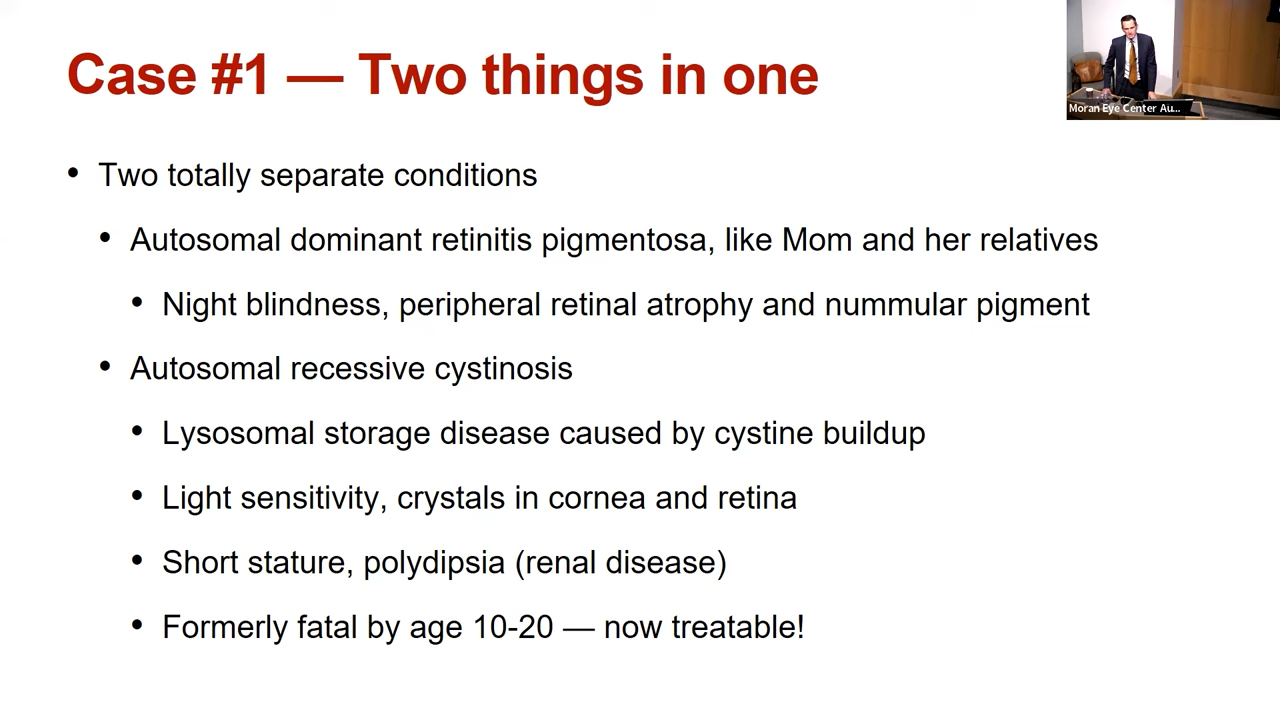 Case #1 — Two things in one
Moran Eye Center Au...
• Two totally separate conditions
• Autosomal dominant retinitis pigmentosa, like Mom and her relatives
• Night blindness, peripheral retinal atrophy and nummular pigment
• Autosomal recessive cystinosis
• Lysosomal storage disease caused by cystine buildup
• Light sensitivity, crystals in cornea and retina
• Short stature, polydipsia (renal disease)
• Formerly fatal by age 10-20 — now treatable!